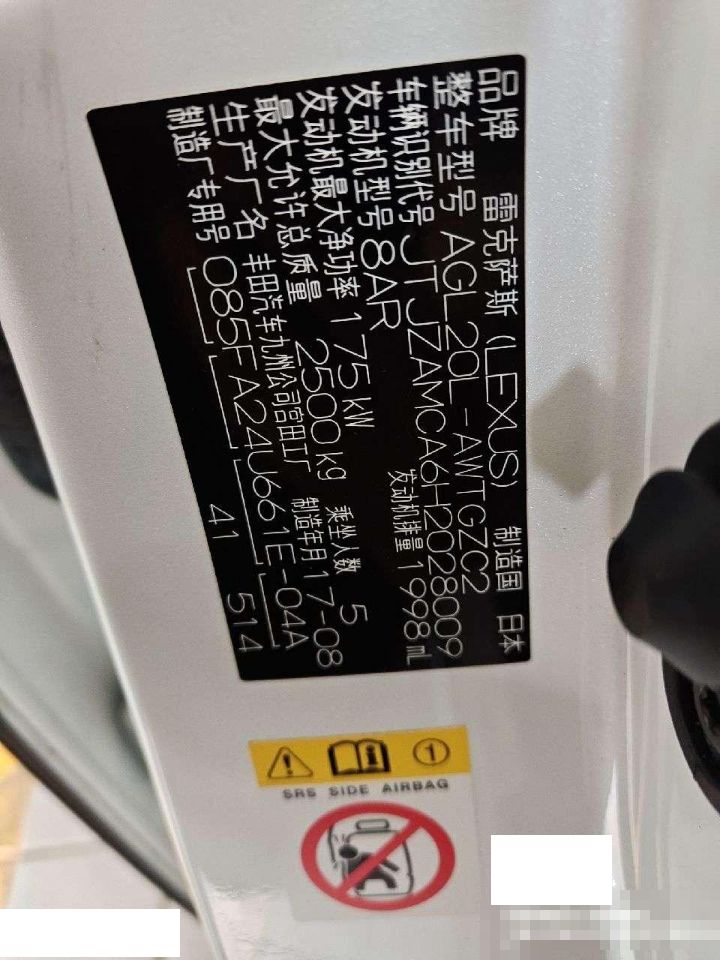 品牌 雷克萨斯 (LEXUS) 制造国 日本
整车型号 AGL20L-AWTGZC2
车辆识别代号 JTJZAMCA6H2028009
发动机型号 8AR 发动机排量 1998 ml
发动机最大净功率 175 kW
最大允许总质量 2500 kg 乘坐人数 5
生产厂名 丰田汽车九州公司宫田工厂 制造年月 17-08
制造厂专用号 085F A24U661E-04A
41 514
SRS SIDE AIRBAG